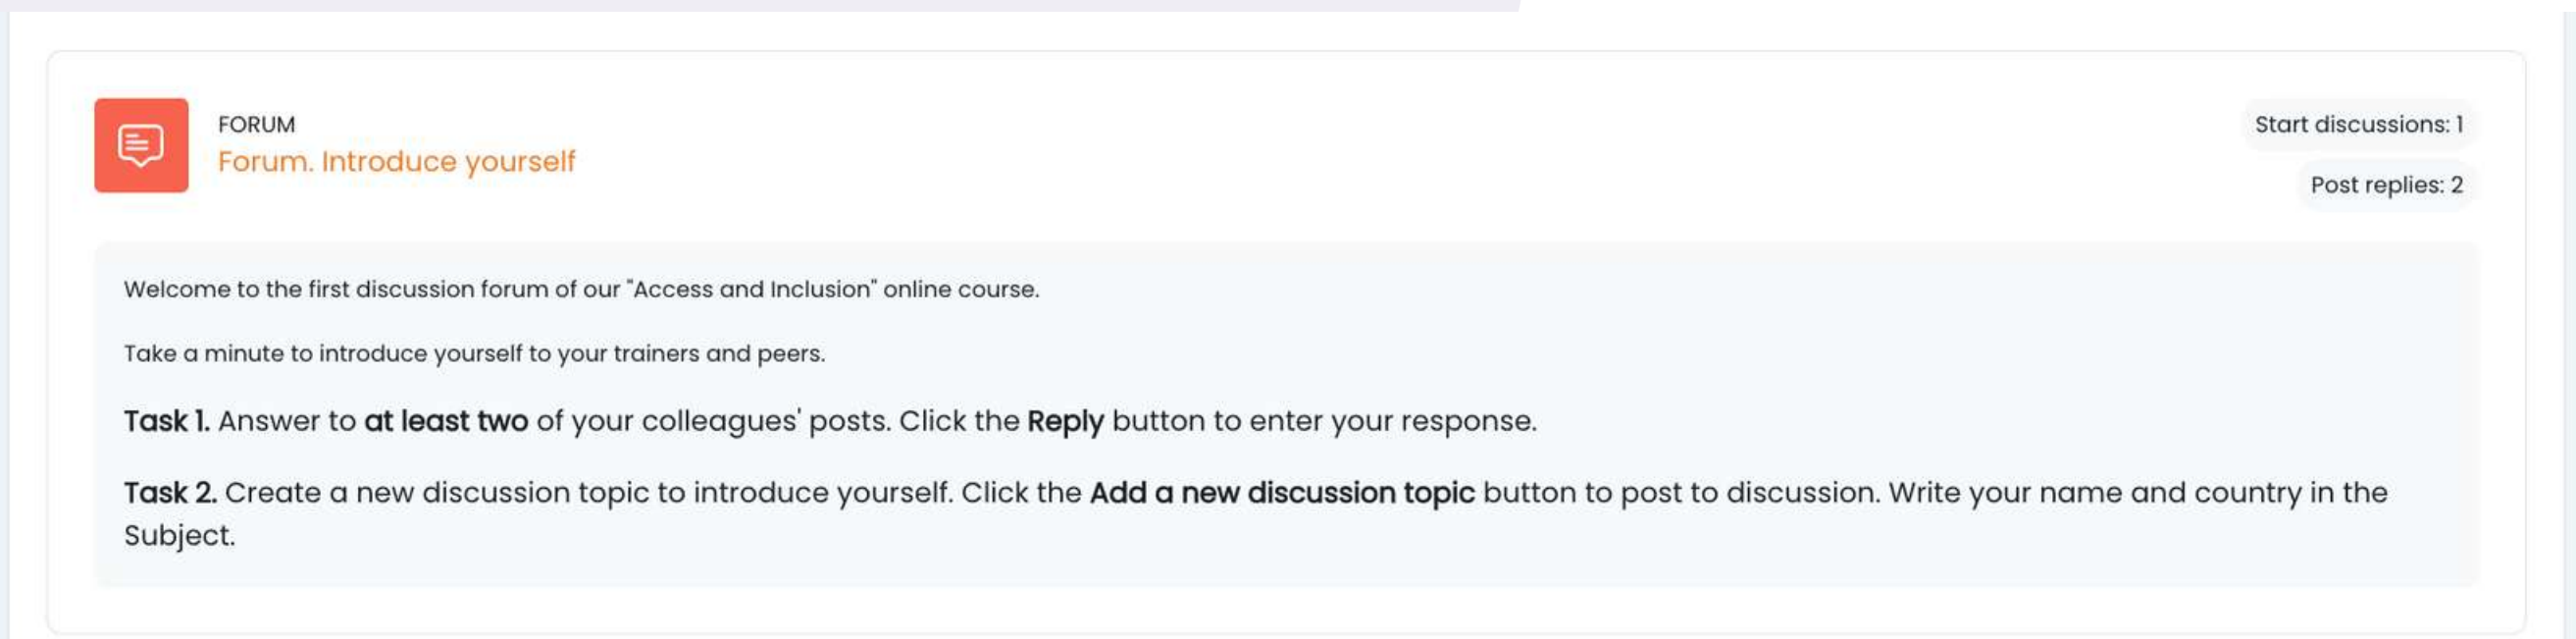 FORUM
Forum. Introduce yourself
Start discussions: 1
Post replies: 2
Welcome to the first discussion forum of our "Access and Inclusion" online course.
Take a minute to introduce yourself to your trainers and peers.
Task 1. Answer to at least two of your colleagues' posts. Click the Reply button to enter your response.
Task 2. Create a new discussion topic to introduce yourself. Click the Add a new discussion topic button to post to discussion. Write your name and country in the
Subject.